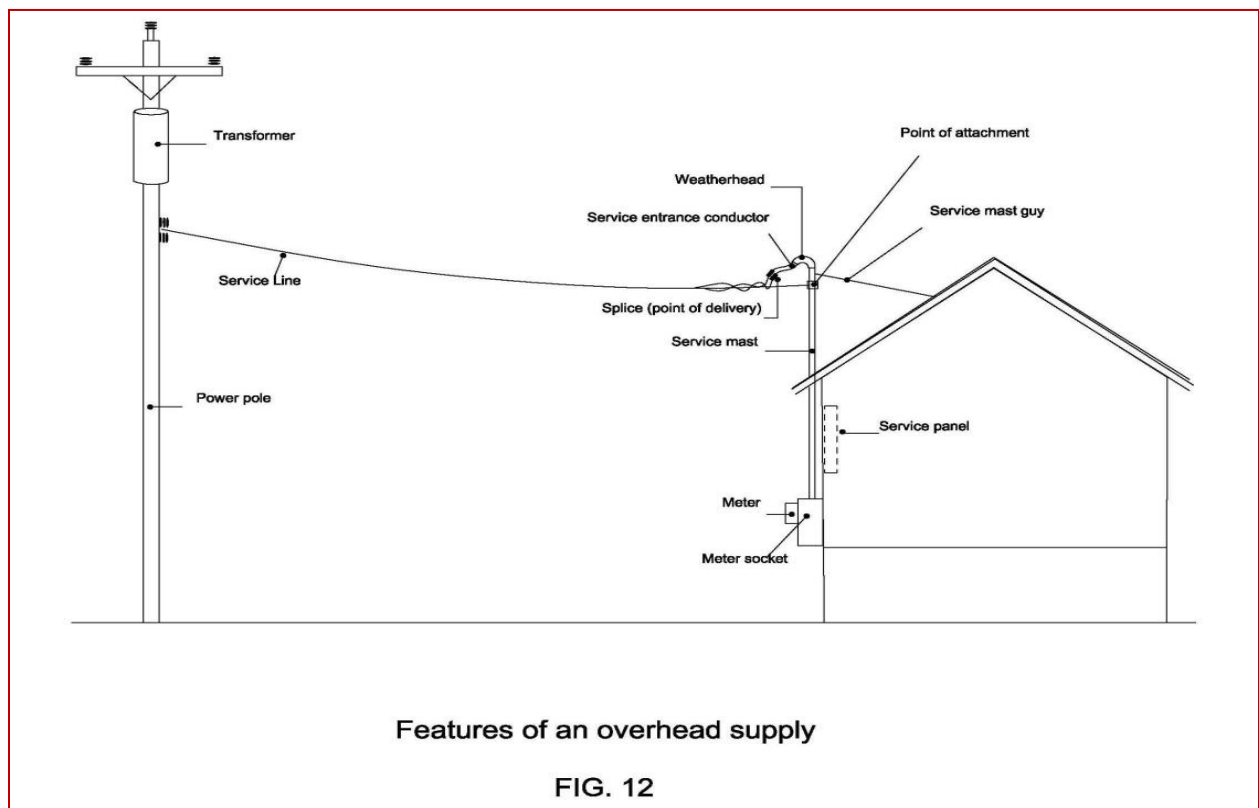 Transformer
Point of attachment
Weatherhead
Service entrance conductor
Service mast guy
Service Line
Splice (point of delivery)
Service mast
Power pole
Service panel
Meter
Meter socket
Features of an overhead supply
FIG. 12